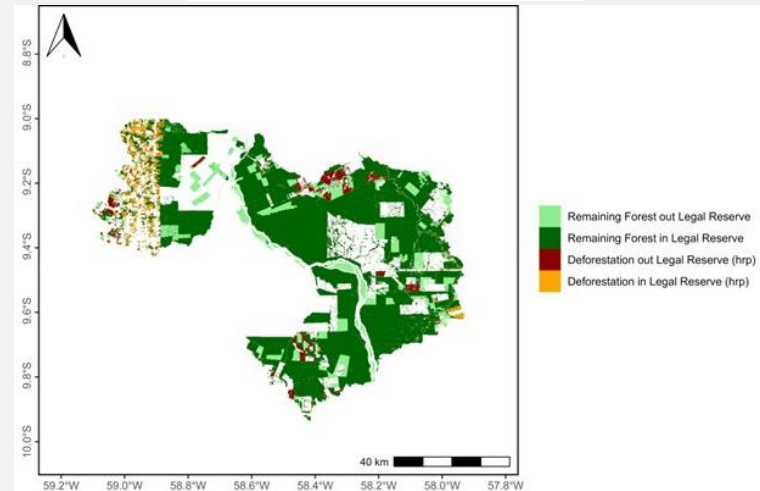 8.8°S
9.0°S
9.2°S
9.4°S
9.6°S
9.8°S
10.0°S
Remaining Forest out Legal Reserve
Remaining Forest in Legal Reserve
Deforestation out Legal Reserve (hrp)
Deforestation in Legal Reserve (hrp)
40 km
59.2°W 59.0°W 58.8°W 58.6°W 58.4°W 58.2°W 58.0°W 57.8°W